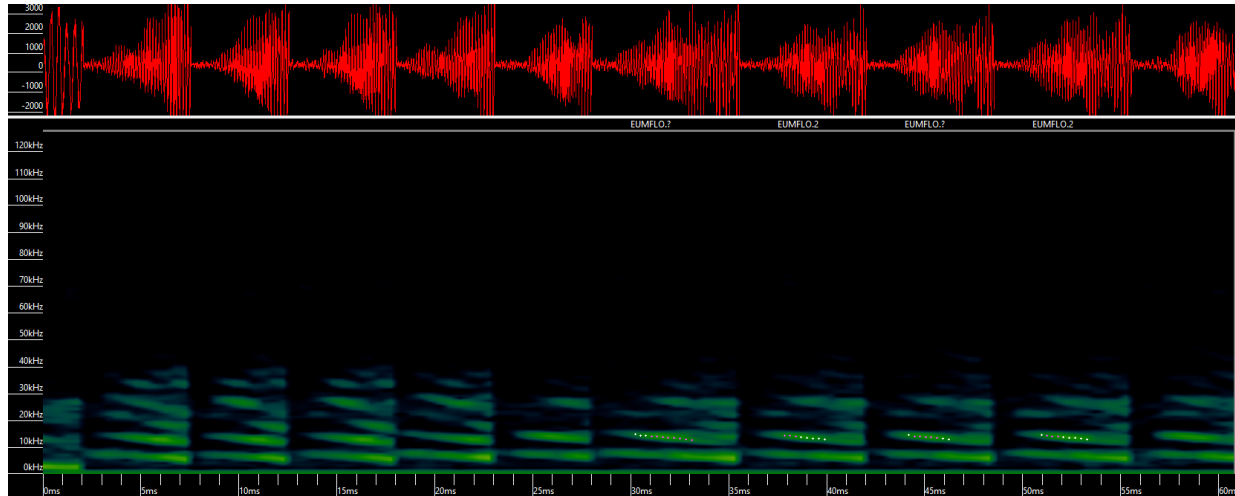 3000
2000
1000
0
-1000
-2000
EUMFLO.? EUMFLO.2 EUMFLO.? EUMFLO.2
120kHz
110kHz
100kHz
90kHz
80kHz
70kHz
60kHz
50kHz
40kHz
30kHz
20kHz
10kHz
0kHz
0ms 5ms 10ms 15ms 20ms 25ms 30ms 35ms 40ms 45ms 50ms 55ms 60ms